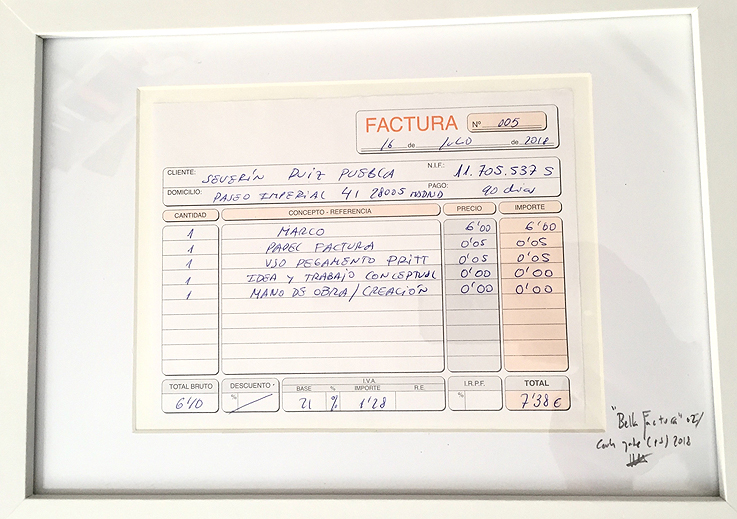 FACTURA Nº 005
16 de JULIO de 2018
CLIENTE: SEVERÍN RUIZ PUEBLA N.I.F.: 11.705.537 S
DOMICILIO: PASEO IMPERIAL 41 28005 MADRID PAGO: 90 días
CANTIDAD CONCEPTO - REFERENCIA PRECIO IMPORTE
1 MARCO 6'00 6'00
1 PAPEL FACTURA 0'05 0'05
1 USO PEGAMENTO PRITT 0'05 0'05
1 IDEA Y TRABAJO CONCEPTUAL 0'00 0'00
1 MANO DE OBRA/CREACIÓN 0'00 0'00
TOTAL BRUTO DESCUENTO % I.V.A. BASE % IMPORTE R.E. I.R.P.F. TOTAL
6'10 21 % 1'28 % 7'38 €
"Bella Factura"
2018